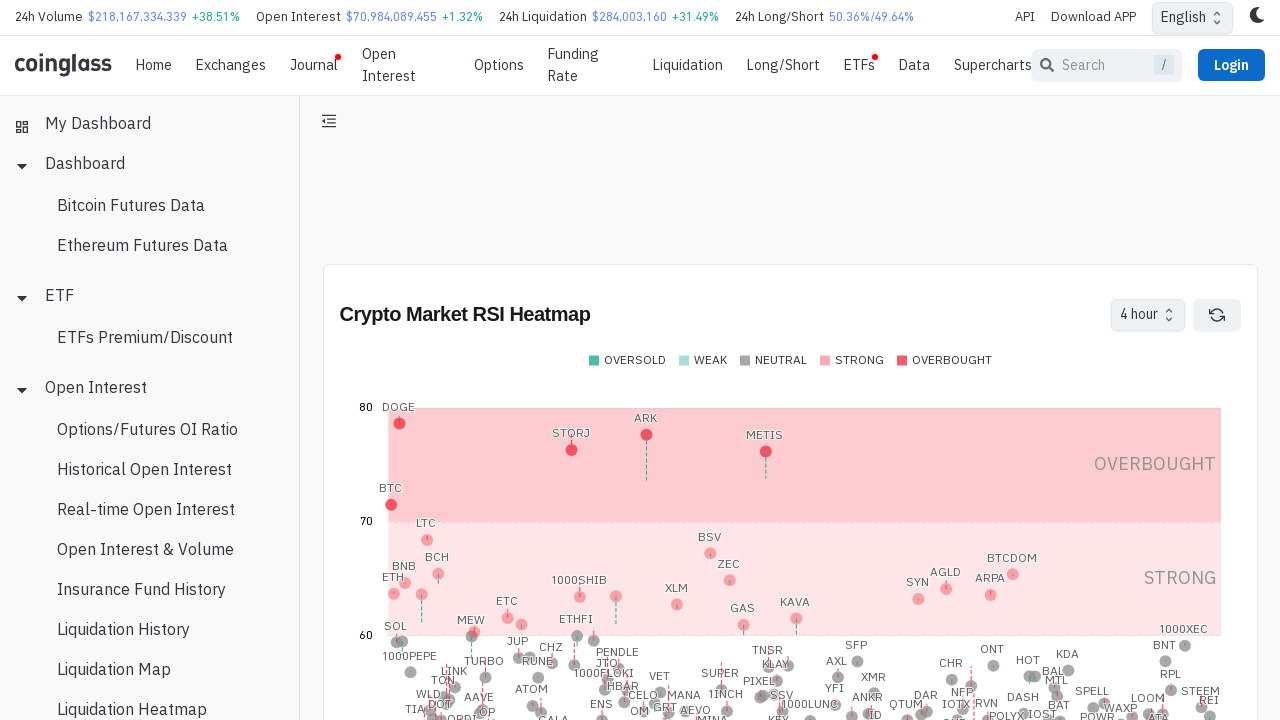 24h Volume $218,167,334,339 +38.51% Open Interest $70,984,089,455 +1.32% 24h Liquidation $284,003,160 +31.49% 24h Long/Short 50.36%/49.64% API Download APP English
coinglass Home Exchanges Journal Open Interest Options Funding Rate Liquidation Long/Short ETFs Data Supercharts Search / Login
My Dashboard
Dashboard
Bitcoin Futures Data
Ethereum Futures Data
ETF
ETFs Premium/Discount
Open Interest
Options/Futures OI Ratio
Historical Open Interest
Real-time Open Interest
Open Interest & Volume
Insurance Fund History
Liquidation History
Liquidation Map
Liquidation Heatmap
Crypto Market RSI Heatmap 4 hour
OVERSOLD WEAK NEUTRAL STRONG OVERBOUGHT
80 DOGE
ARK
STORJ METIS
OVERBOUGHT
BTC
70 LTC
BSV
BCH ZEC BTCDOM
BNB AGLD
ETH 1000SHIB SYN ARPA STRONG
XLM
ETC KAVA
GAS
SOL MEW ETHFI 1000XEC
60
JUP CHZ PENDLE TNSR SFP ONT BNT
1000PEPE TURBO RUNE JTO KLAY AXL CHR HOT KDA
LINK 1000FLOKI VET SUPER PIXEL XMR BAL RPL
TON ATOM HBAR YFI MTL
WLD AAVE CELO MANA 1INCH SSV 1000LUNC ANKR QTUM DAR NFP DASH SPELL LOOM STEEM
TIA DOT OP OM GRT AEVO IOTX RVN BAT WAXP REI
ORDI GALA ENS MINA KEY ID POLYX IOST POWR ATA